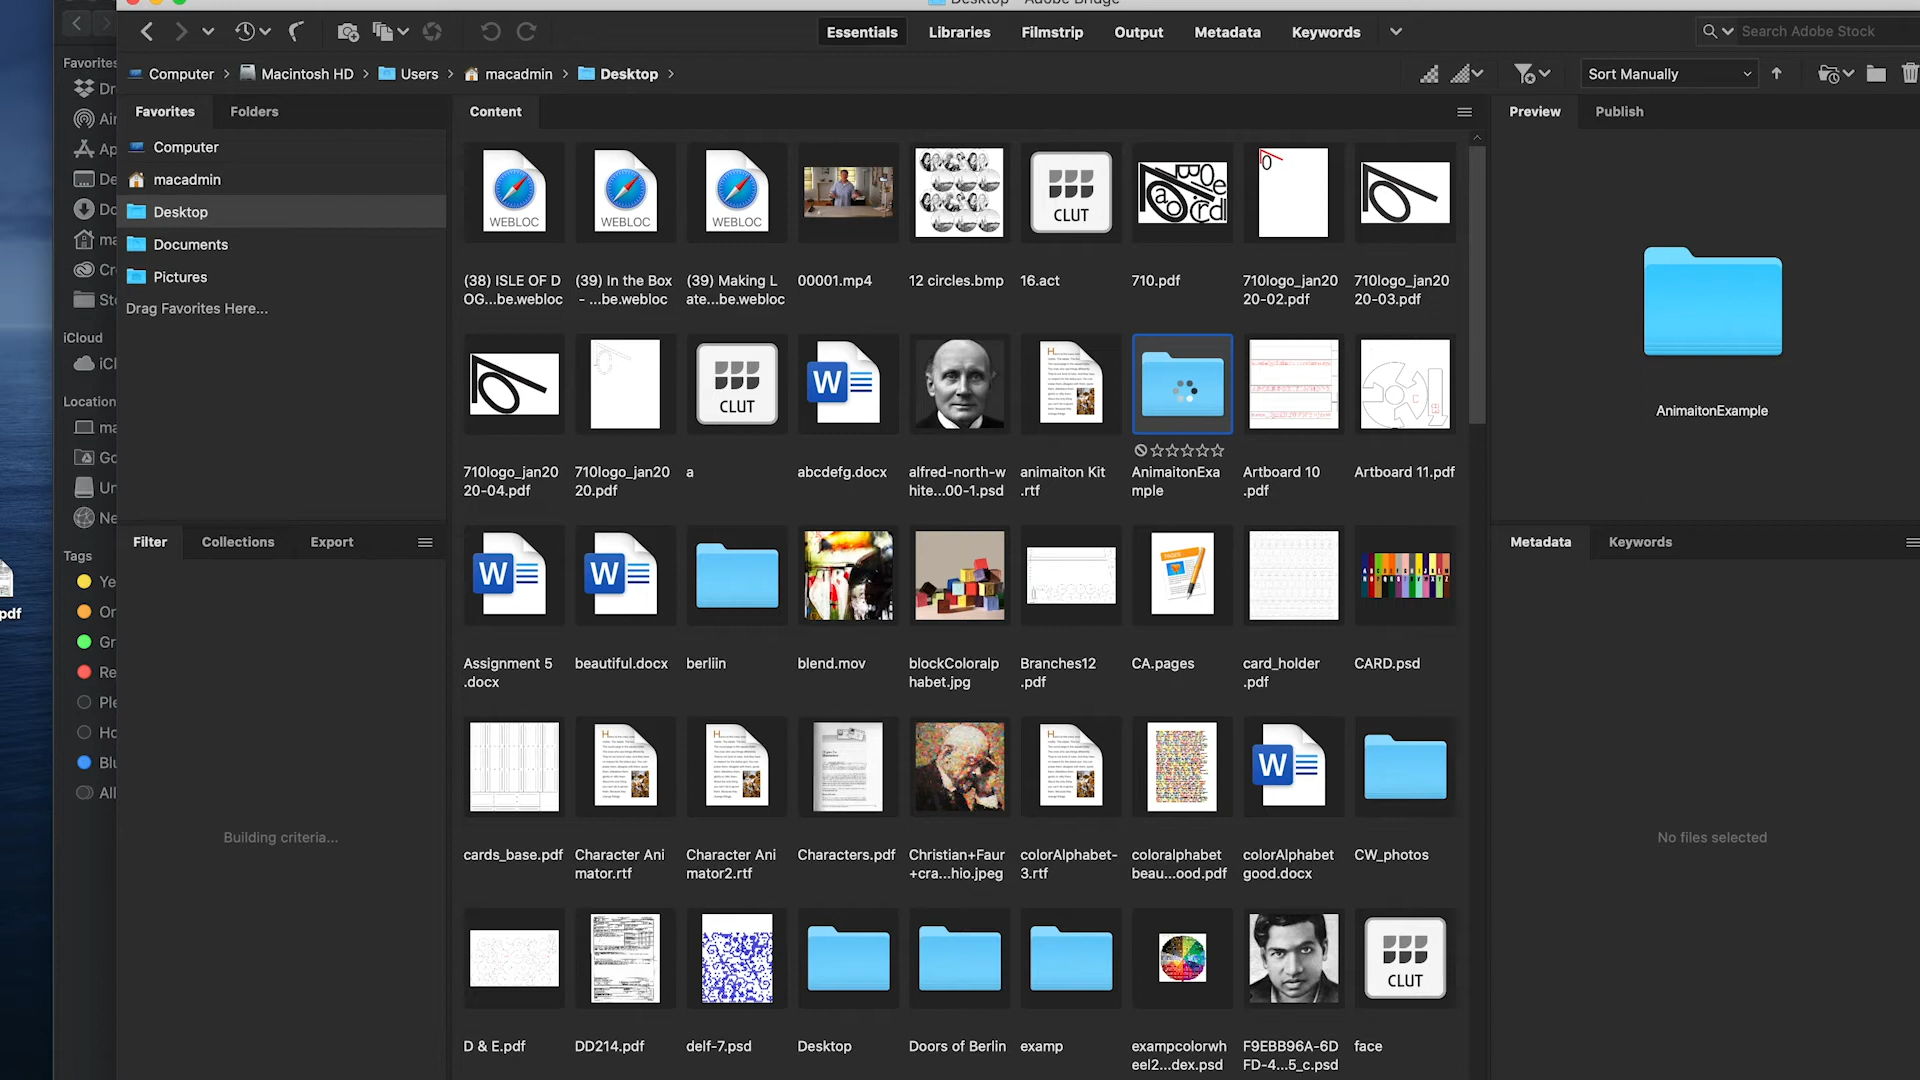 Desktop - Adobe Bridge
Essentials
Libraries
Filmstrip
Output
Metadata
Keywords
Search Adobe Stock
Computer
Macintosh HD
Users
macadmin
Desktop
Sort Manually
Favorites
Folders
Content
Preview
Publish
Computer
macadmin
Desktop
Documents
Pictures
Drag Favorites Here...
Favorites
iCloud
Tags
WEBLOC
WEBLOC
WEBLOC
CLUT
(38) ISLE OF D
OG...be.webloc
(39) In the Box
- ...be.webloc
(39) Making L
ate...be.webloc
00001.mp4
12 circles.bmp
16.act
710.pdf
710logo_jan20
20-02.pdf
710logo_jan20
20-03.pdf
CLUT
710logo_jan20
20-04.pdf
710logo_jan20
20.pdf
a
abcdefg.docx
alfred-north-w
hite...00-1.psd
animaiton Kit
.rtf
AnimaitonExa
mple
Artboard 10
.pdf
Artboard 11.pdf
AnimaitonExample
Filter
Collections
Export
Metadata
Keywords
PAGES
Assignment 5
.docx
beautiful.docx
berliin
blend.mov
blockColoralp
habet.jpg
Branches12
.pdf
CA.pages
card_holder
.pdf
CARD.psd
Building criteria...
No files selected
cards_base.pdf
Character Ani
mator.rtf
Character Ani
mator2.rtf
Characters.pdf
Christian+Faur
+cra...hio.jpeg
colorAlphabet-
3.rtf
coloralphabet
beau...ood.pdf
colorAlphabet
good.docx
CW_photos
CLUT
D & E.pdf
DD214.pdf
delf-7.psd
Desktop
Doors of Berlin
examp
exampcolorwh
eel2...dex.psd
F9EBB96A-6D
FD-4...5_c.psd
face
pdf